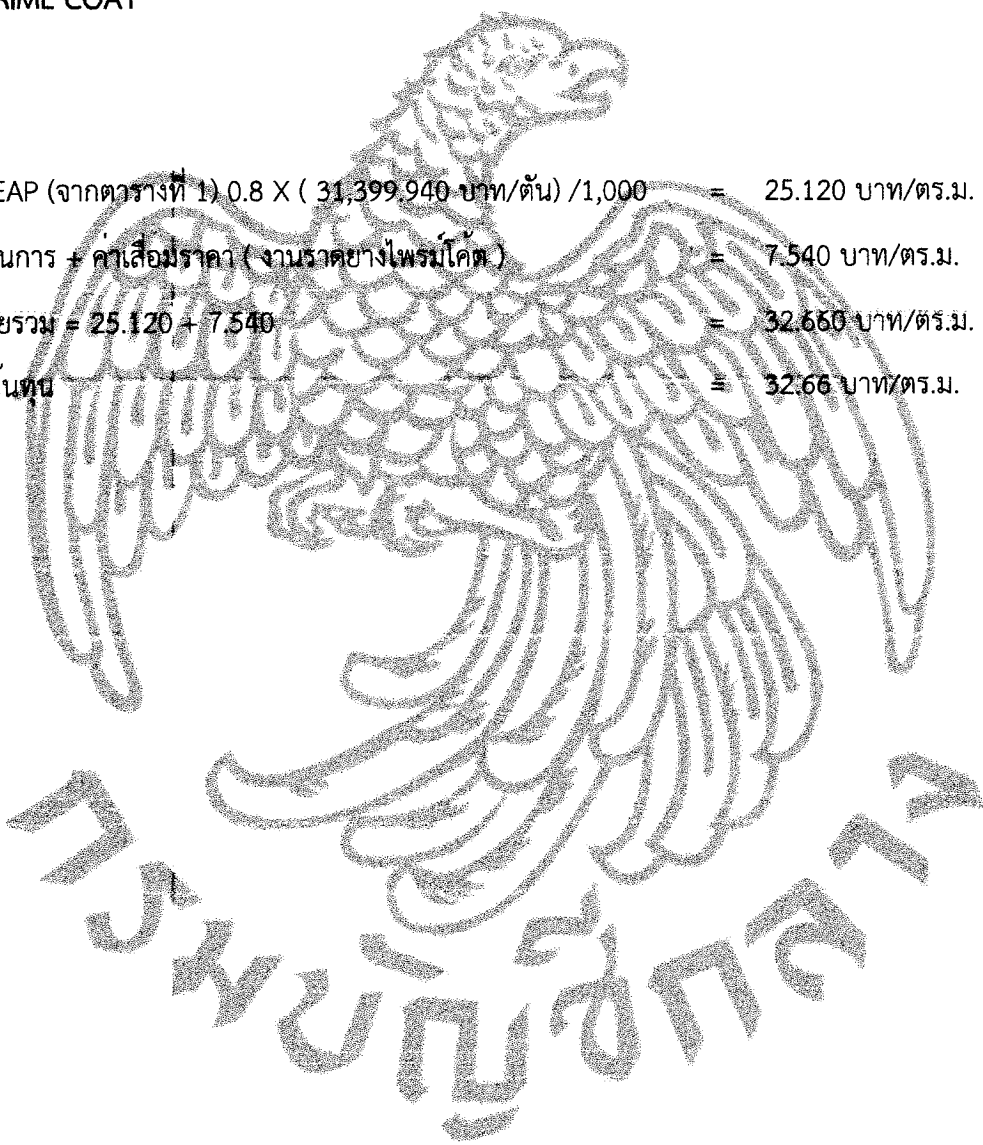 RIME COAT
EAP (จากตารางที่ 1) 0.8 X ( 31,399.940 บาท/ตัน) /1,000 = 25.120 บาท/ตร.ม.
นการ + ค่าเสื่อมราคา ( งานราดยางไพรม์โค้ต ) = 7.540 บาท/ตร.ม.
ยรวม = 25.120 + 7.540 = 32.660 บาท/ตร.ม.
นทุน = 32.66 บาท/ตร.ม.
กรมบัญชีกลาง